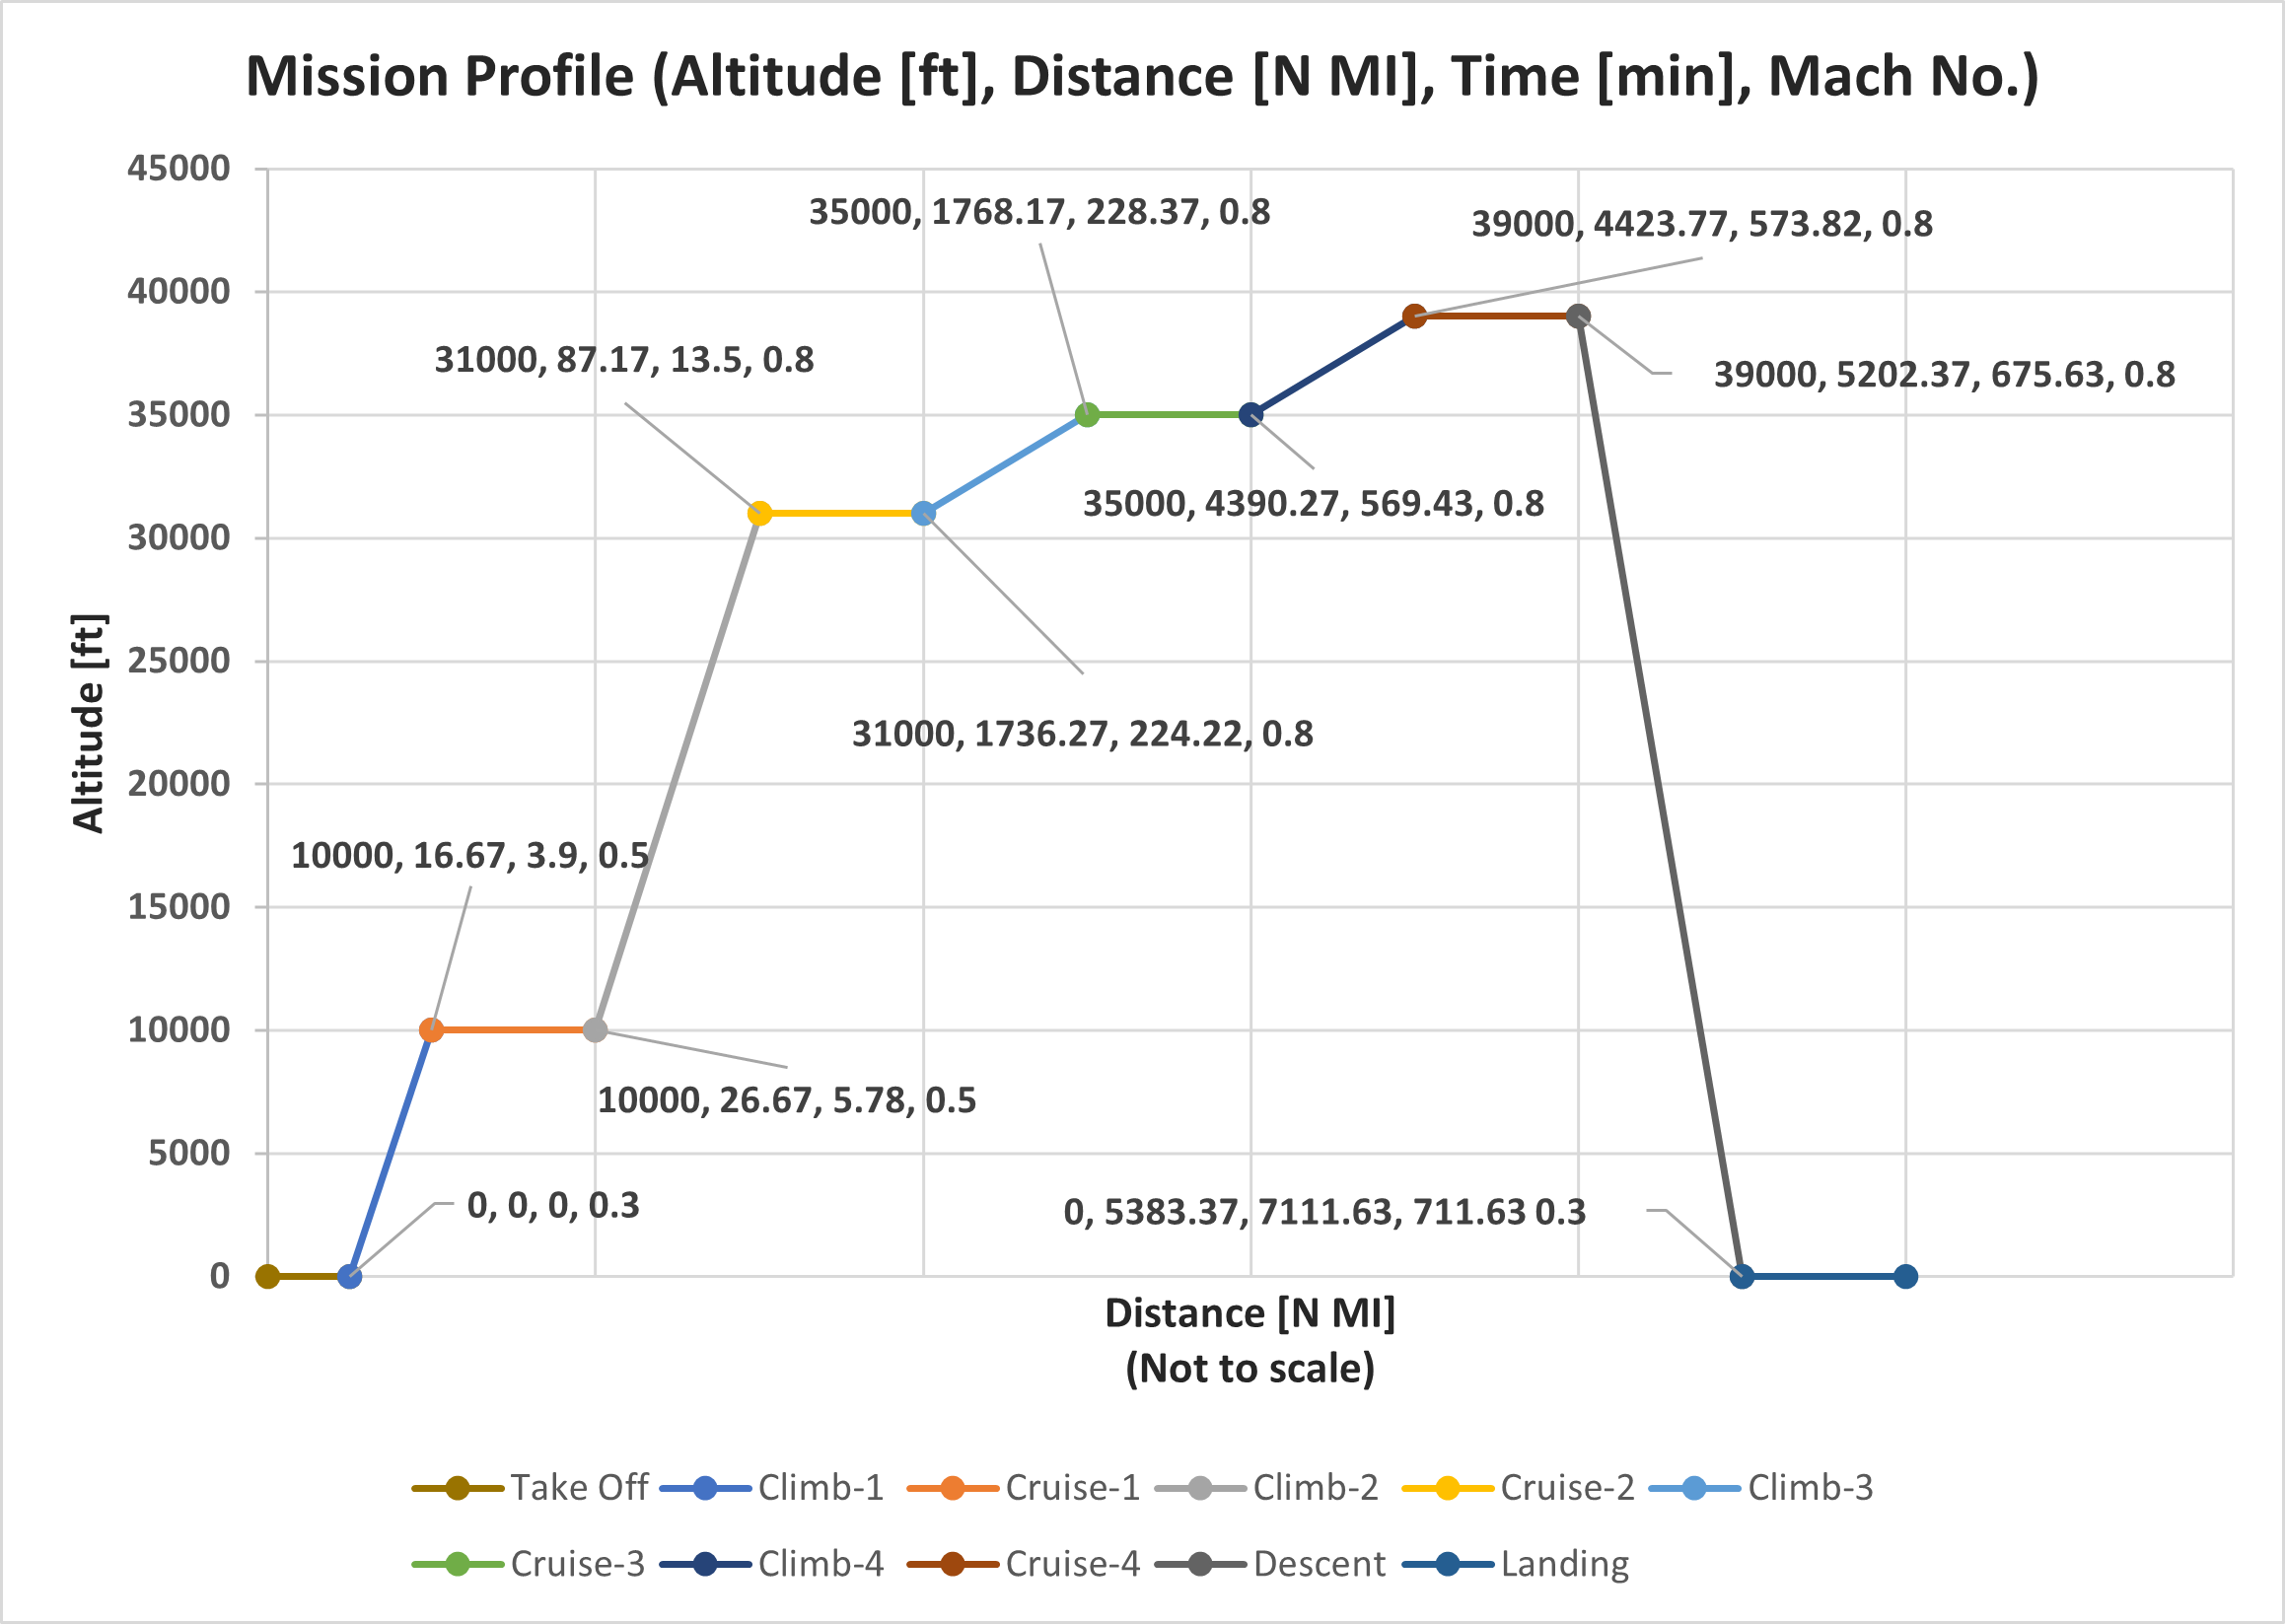 Mission Profile (Altitude [ft], Distance [N MI], Time [min], Mach No.)
45000
40000
35000
30000
25000
20000
15000
10000
5000
0
Altitude [ft]
35000, 1768.17, 228.37, 0.8
39000, 4423.77, 573.82, 0.8
31000, 87.17, 13.5, 0.8
39000, 5202.37, 675.63, 0.8
35000, 4390.27, 569.43, 0.8
31000, 1736.27, 224.22, 0.8
10000, 16.67, 3.9, 0.5
10000, 26.67, 5.78, 0.5
0, 0, 0, 0.3
0, 5383.37, 7111.63, 711.63 0.3
Distance [N MI]
(Not to scale)
Take Off Climb-1 Cruise-1 Climb-2 Cruise-2 Climb-3
Cruise-3 Climb-4 Cruise-4 Descent Landing